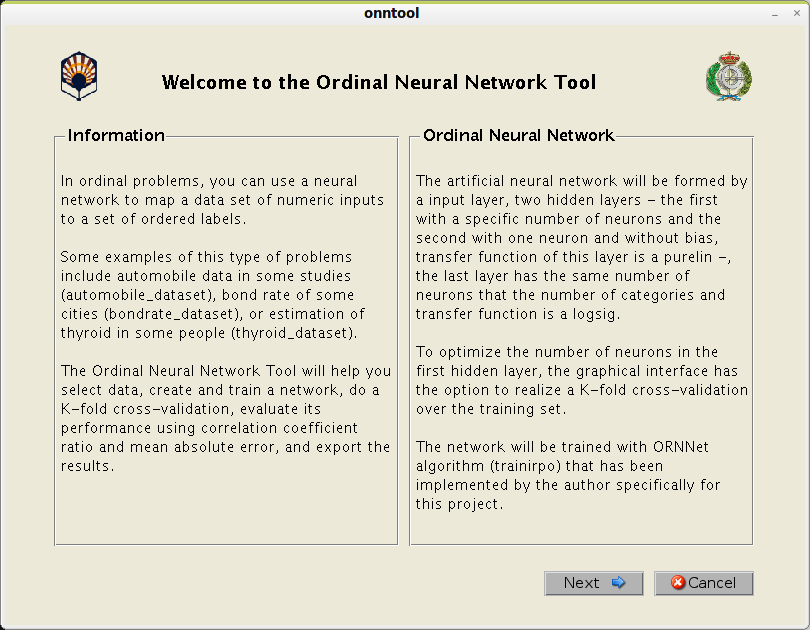 onntool
Welcome to the Ordinal Neural Network Tool
Information
In ordinal problems, you can use a neural
network to map a data set of numeric inputs
to a set of ordered labels.
Some examples of this type of problems
include automobile data in some studies
(automobile_dataset), bond rate of some
cities (bondrate_dataset), or estimation of
thyroid in some people (thyroid_dataset).
The Ordinal Neural Network Tool will help you
select data, create and train a network, do a
K-fold cross-validation, evaluate its
performance using correlation coefficient
ratio and mean absolute error, and export the
results.
Ordinal Neural Network
The artificial neural network will be formed by
a input layer, two hidden layers - the first
with a specific number of neurons and the
second with one neuron and without bias,
transfer function of this layer is a purelin -,
the last layer has the same number of
neurons that the number of categories and
transfer function is a logsig.
To optimize the number of neurons in the
first hidden layer, the graphical interface has
the option to realize a K-fold cross-validation
over the training set.
The network will be trained with ORNNet
algorithm (trainirpo) that has been
implemented by the author specifically for
this project.
Next
Cancel